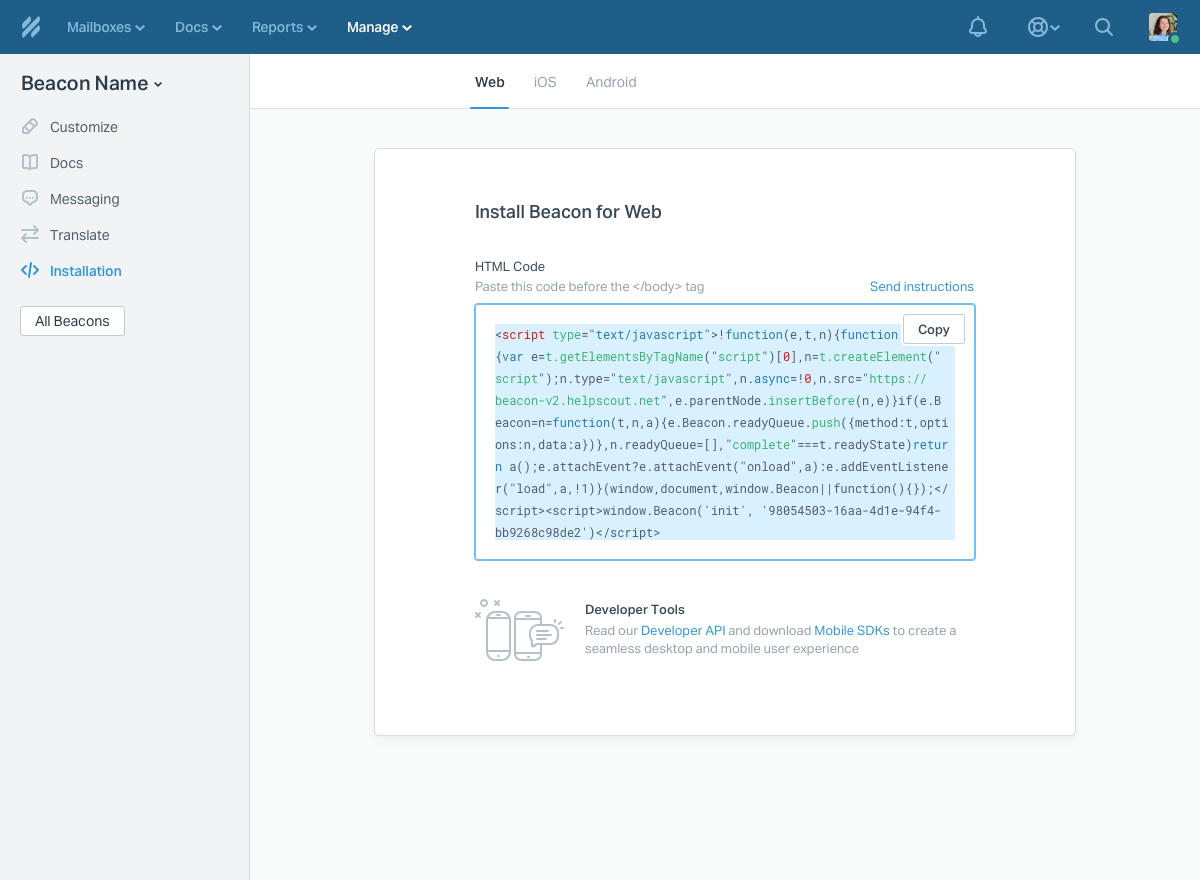 Mailboxes Docs Reports Manage
Beacon Name
Customize
Docs
Messaging
Translate
Installation
All Beacons
Web iOS Android
Install Beacon for Web
HTML Code
Paste this code before the </body> tag
Send instructions
Copy
<script type="text/javascript">!function(e,t,n){function
{var e=t.getElementsByTagName("script")[0],n=t.createElement("
script");n.type="text/javascript",n.async=!0,n.src="https://
beacon-v2.helpscout.net",e.parentNode.insertBefore(n,e)}if(e.B
eacon=n=function(t,n,a){e.Beacon.readyQueue.push({method:t,opti
ons:n,data:a})},n.readyQueue=[],"complete"===t.readyState)retur
n a();e.attachEvent?e.attachEvent("onload",a):e.addEventListene
r("load",a,!1)}(window,document,window.Beacon||function(){});</
script><script>window.Beacon('init', '98054503-16aa-4d1e-94f4-
bb9268c98de2')</script>
Developer Tools
Read our Developer API and download Mobile SDKs to create a
seamless desktop and mobile user experience